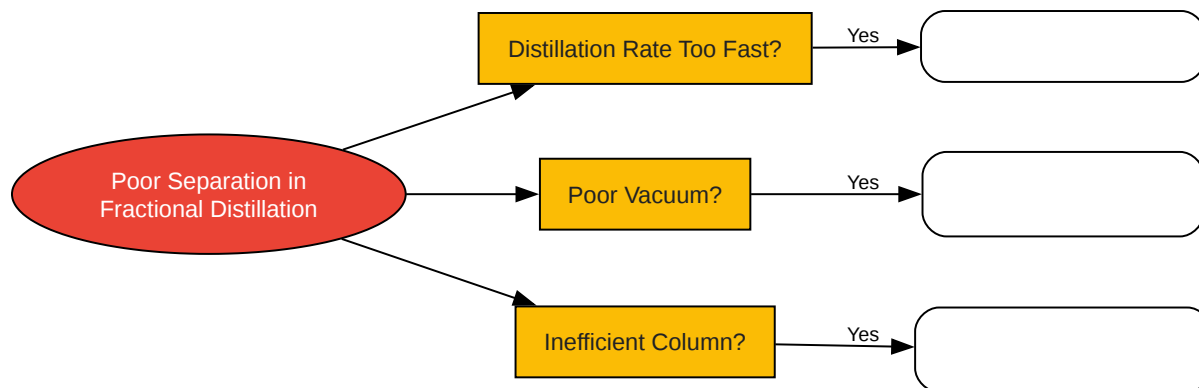 Distillation Rate Too Fast?
Yes
Poor Separation in
Fractional Distillation
Poor Vacuum?
Yes
Inefficient Column?
Yes